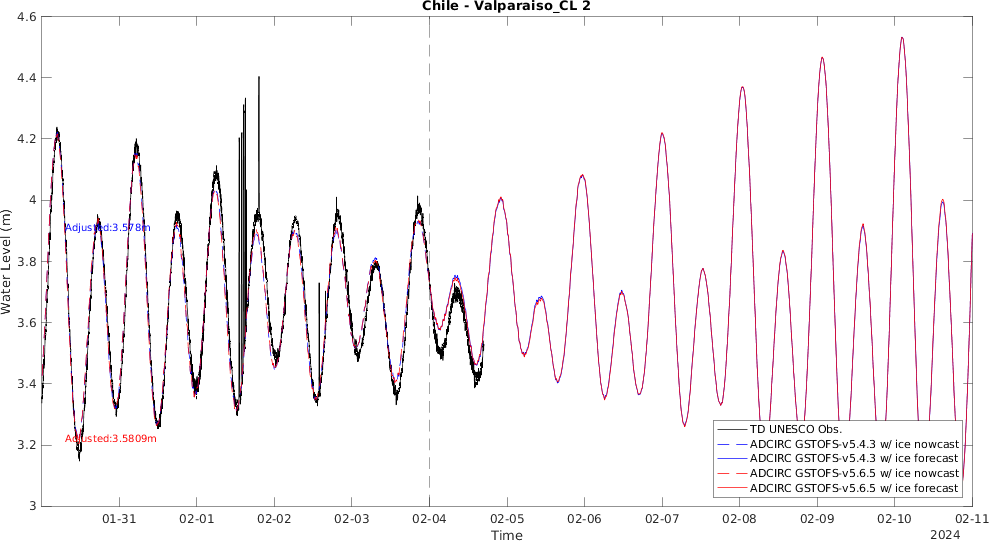 Chile - Valparaiso_CL 2
4.6
4.4
4.2
4
3.8
3.6
3.4
3.2
3
Water Level (m)
Adjusted:3.578m
Adjusted:3.5809m
TD UNESCO Obs.
ADCIRC GSTOFS-v5.4.3 w/ ice nowcast
ADCIRC GSTOFS-v5.4.3 w/ ice forecast
ADCIRC GSTOFS-v5.6.5 w/ ice nowcast
ADCIRC GSTOFS-v5.6.5 w/ ice forecast
01-31 02-01 02-02 02-03 02-04 02-05 02-06 02-07 02-08 02-09 02-10 02-11
Time
2024